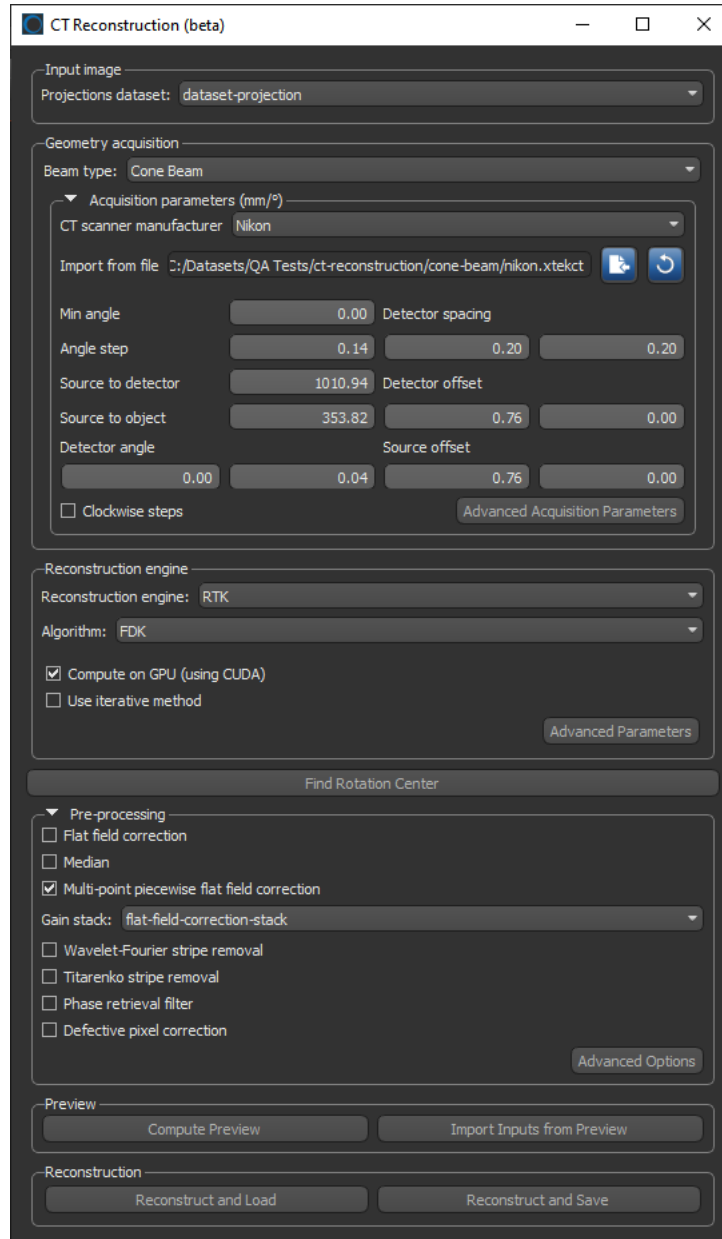 CT Reconstruction (beta)
Input image
Projections dataset: dataset-projection
Geometry acquisition
Beam type: Cone Beam
Acquisition parameters (mm/°)
CT scanner manufacturer Nikon
Import from file C:/Datasets/QA Tests/ct-reconstruction/cone-beam/nikon.xtekct
Min angle 0.00 Detector spacing
Angle step 0.14 0.20 0.20
Source to detector 1010.94 Detector offset
Source to object 353.82 0.76 0.00
Detector angle Source offset
0.00 0.04 0.76 0.00
Clockwise steps Advanced Acquisition Parameters
Reconstruction engine
Reconstruction engine: RTK
Algorithm: FDK
Compute on GPU (using CUDA)
Use iterative method
Advanced Parameters
Find Rotation Center
Pre-processing
Flat field correction
Median
Multi-point piecewise flat field correction
Gain stack: flat-field-correction-stack
Wavelet-Fourier stripe removal
Titarenko stripe removal
Phase retrieval filter
Defective pixel correction
Advanced Options
Preview
Compute Preview Import Inputs from Preview
Reconstruction
Reconstruct and Load Reconstruct and Save